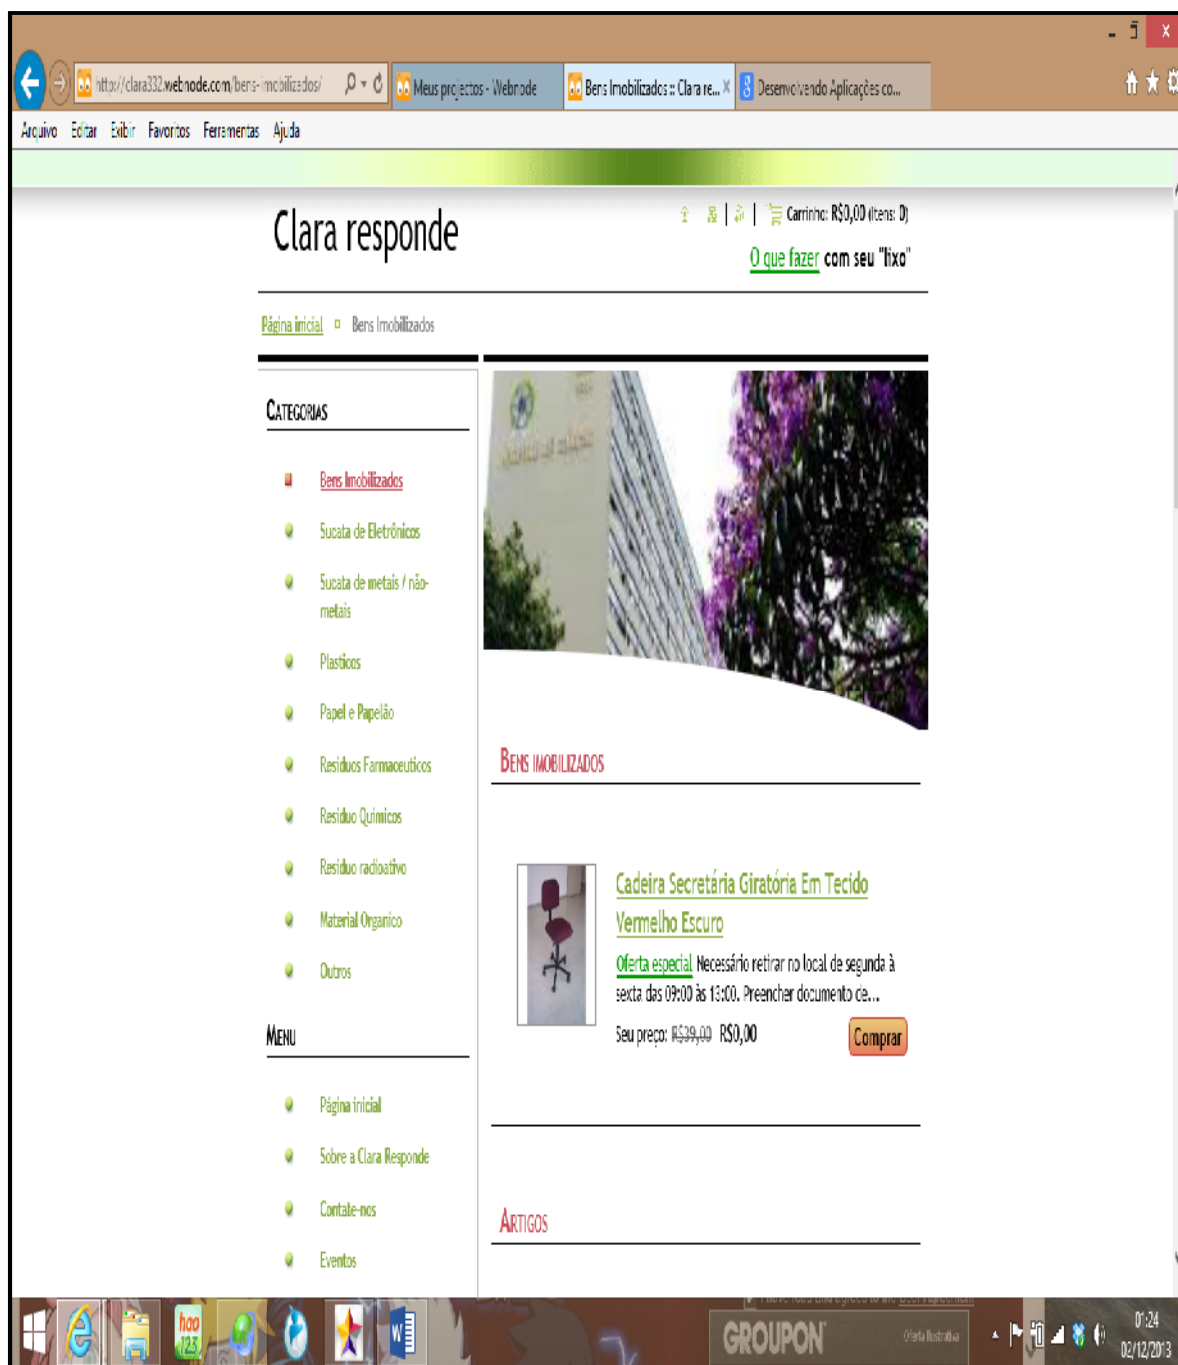 http://clara332.webnode.com/bens-imobilizados/
Meus projectos - Webnode
Bens Imobilizados :: Clara re...
Desenvolvendo Aplicações co...
Arquivo Editar Exibir Favoritos Ferramentas Ajuda
Clara responde
Carrinho: R$0,00 (Itens: 0)
O que fazer com seu "lixo"
Página inicial Bens Imobilizados
CATEGORIAS
Bens Imobilizados
Sucata de Eletrônicos
Sucata de metais / não-
metais
Plasticos
Papel e Papelão
Residuos Farmaceuticos
Residuo Quimicos
Residuo radioativo
Material Organico
Outros
MENU
Página inicial
Sobre a Clara Responde
Contate-nos
Eventos
BENS IMOBILIZADOS
Cadeira Secretária Giratória Em Tecido
Vermelho Escuro
Oferta especial Necessário retirar no local de segunda à
sexta das 09:00 às 13:00. Preencher documento de...
Seu preço: R$39,00 R$0,00
Comprar
ARTIGOS
hao
123
GROUPON
Oferta Ilustrativa
01:24
02/12/2013